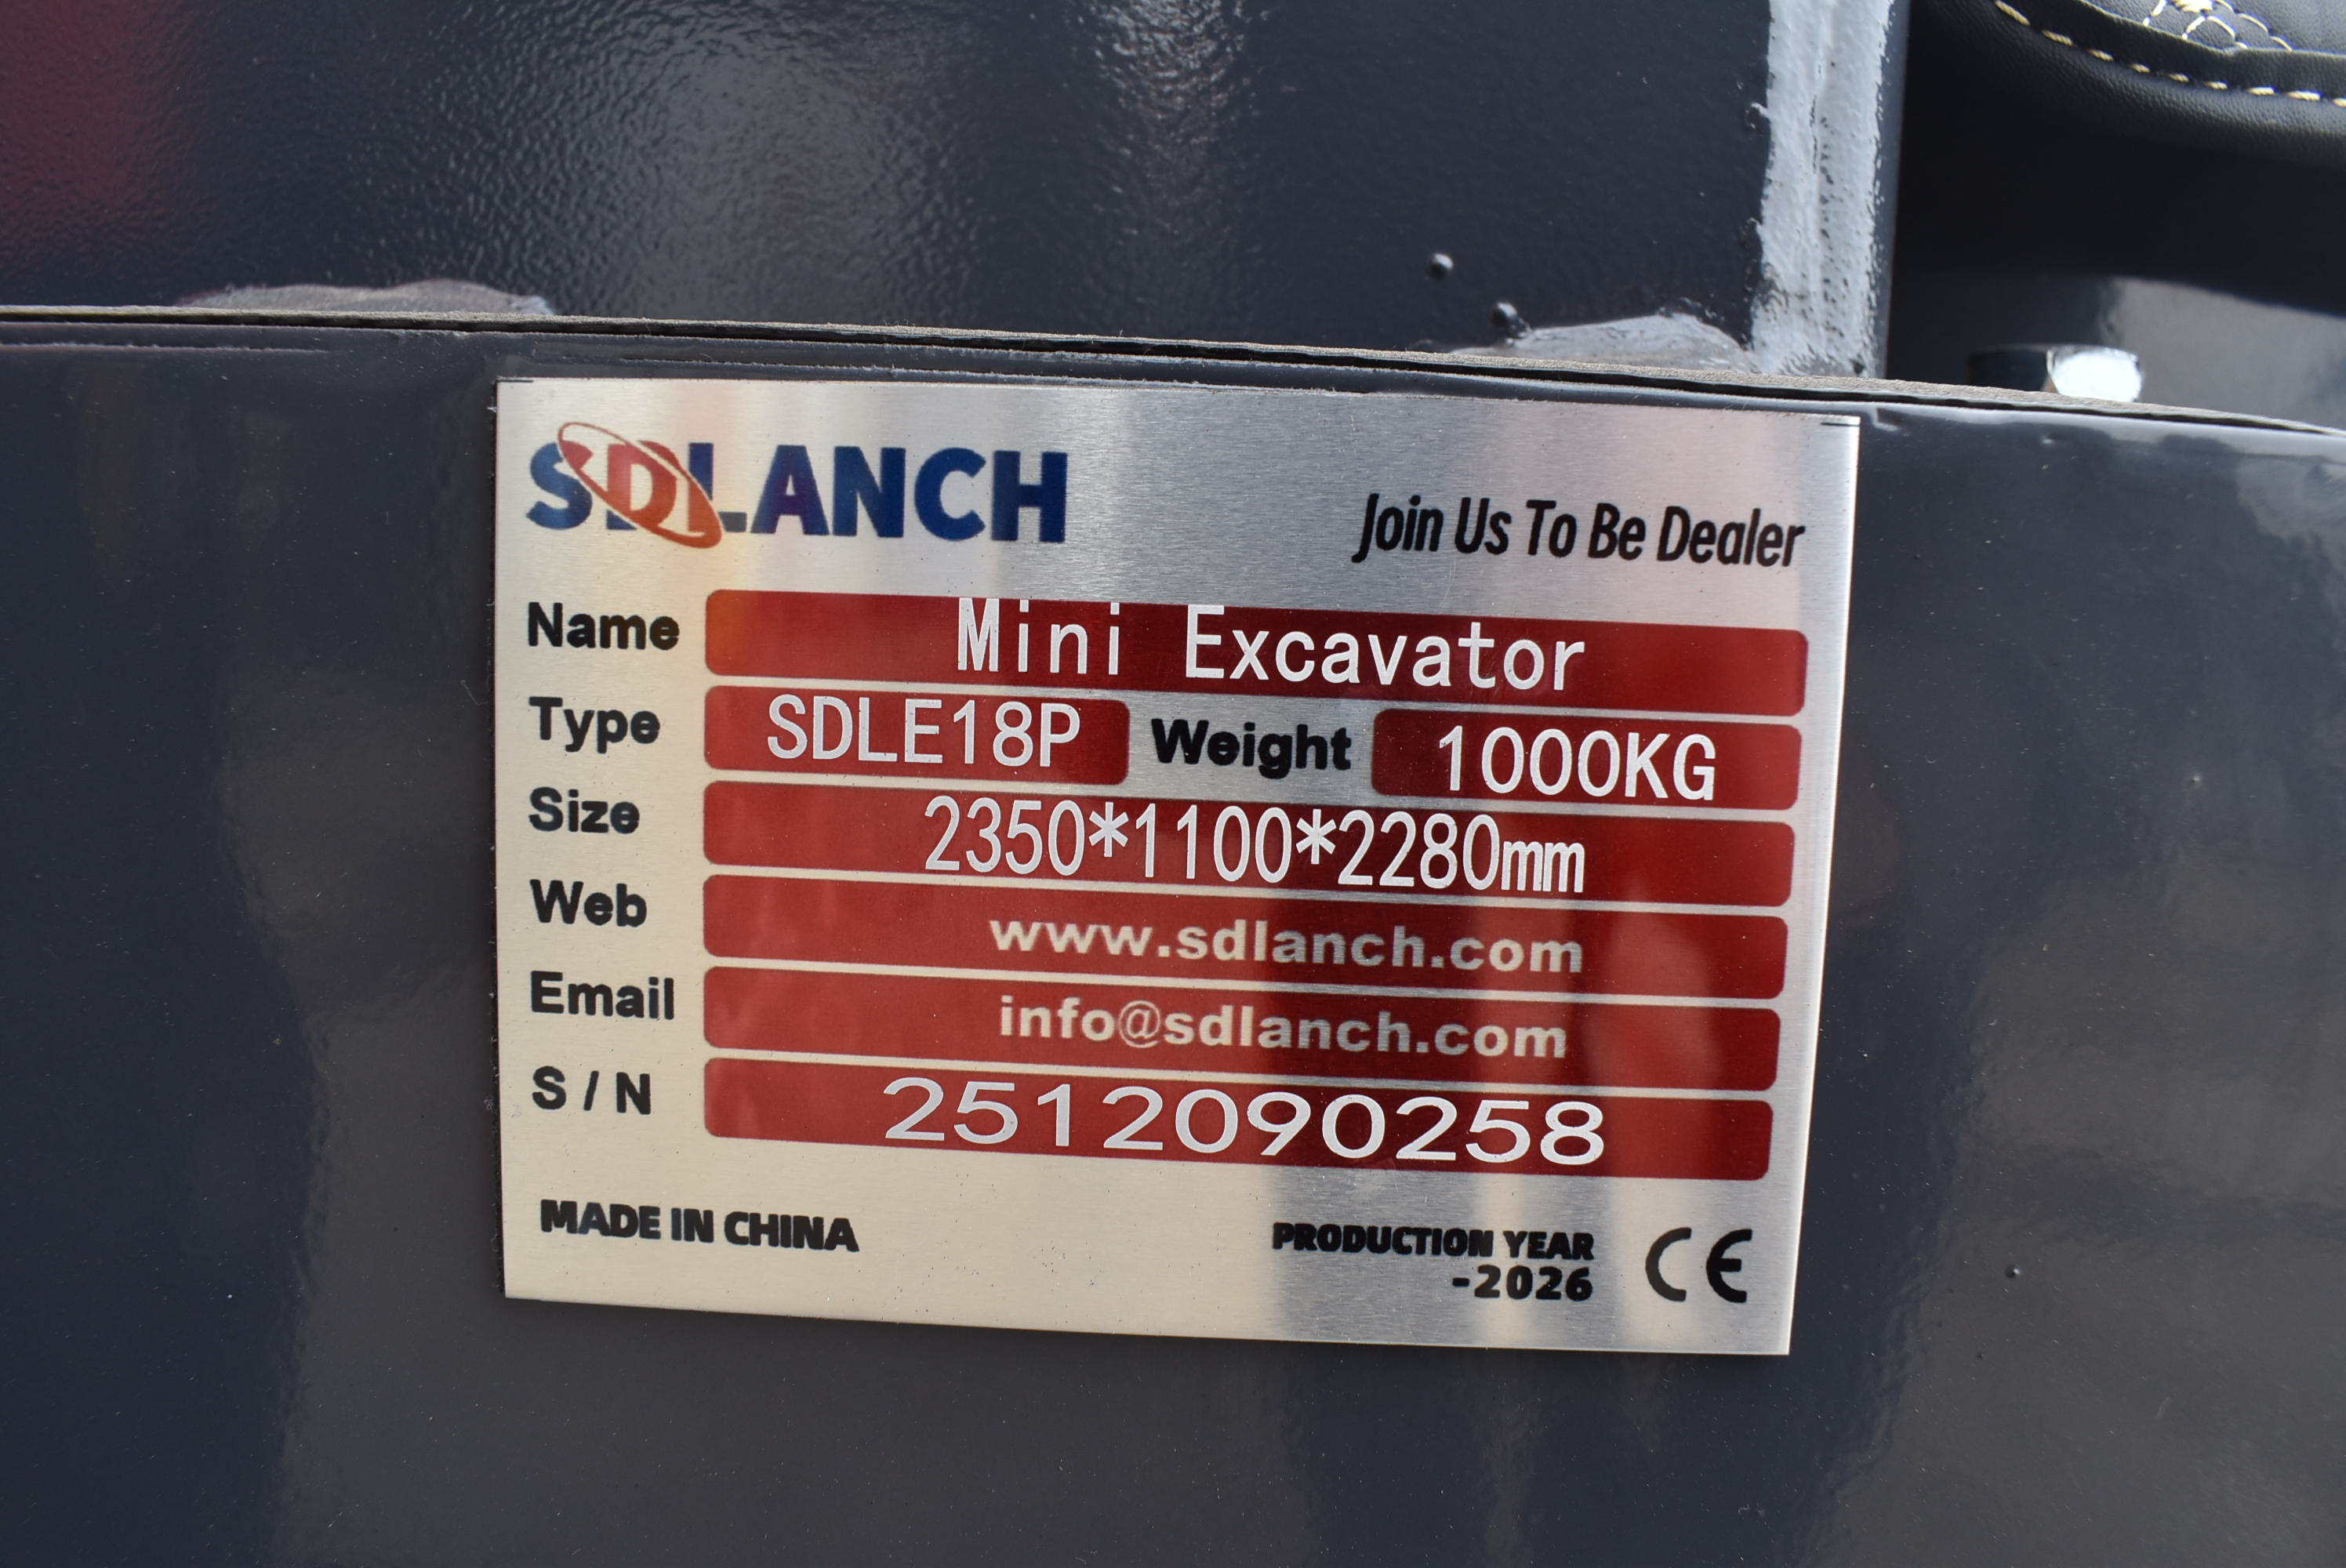 SDLANCH
Join Us To Be Dealer
Name Mini Excavator
Type SDLE18P Weight 1000KG
Size 2350*1100*2280mm
Web www.sdlanch.com
Email info@sdlanch.com
S / N 2512090258
MADE IN CHINA
PRODUCTION YEAR
-2026
CE